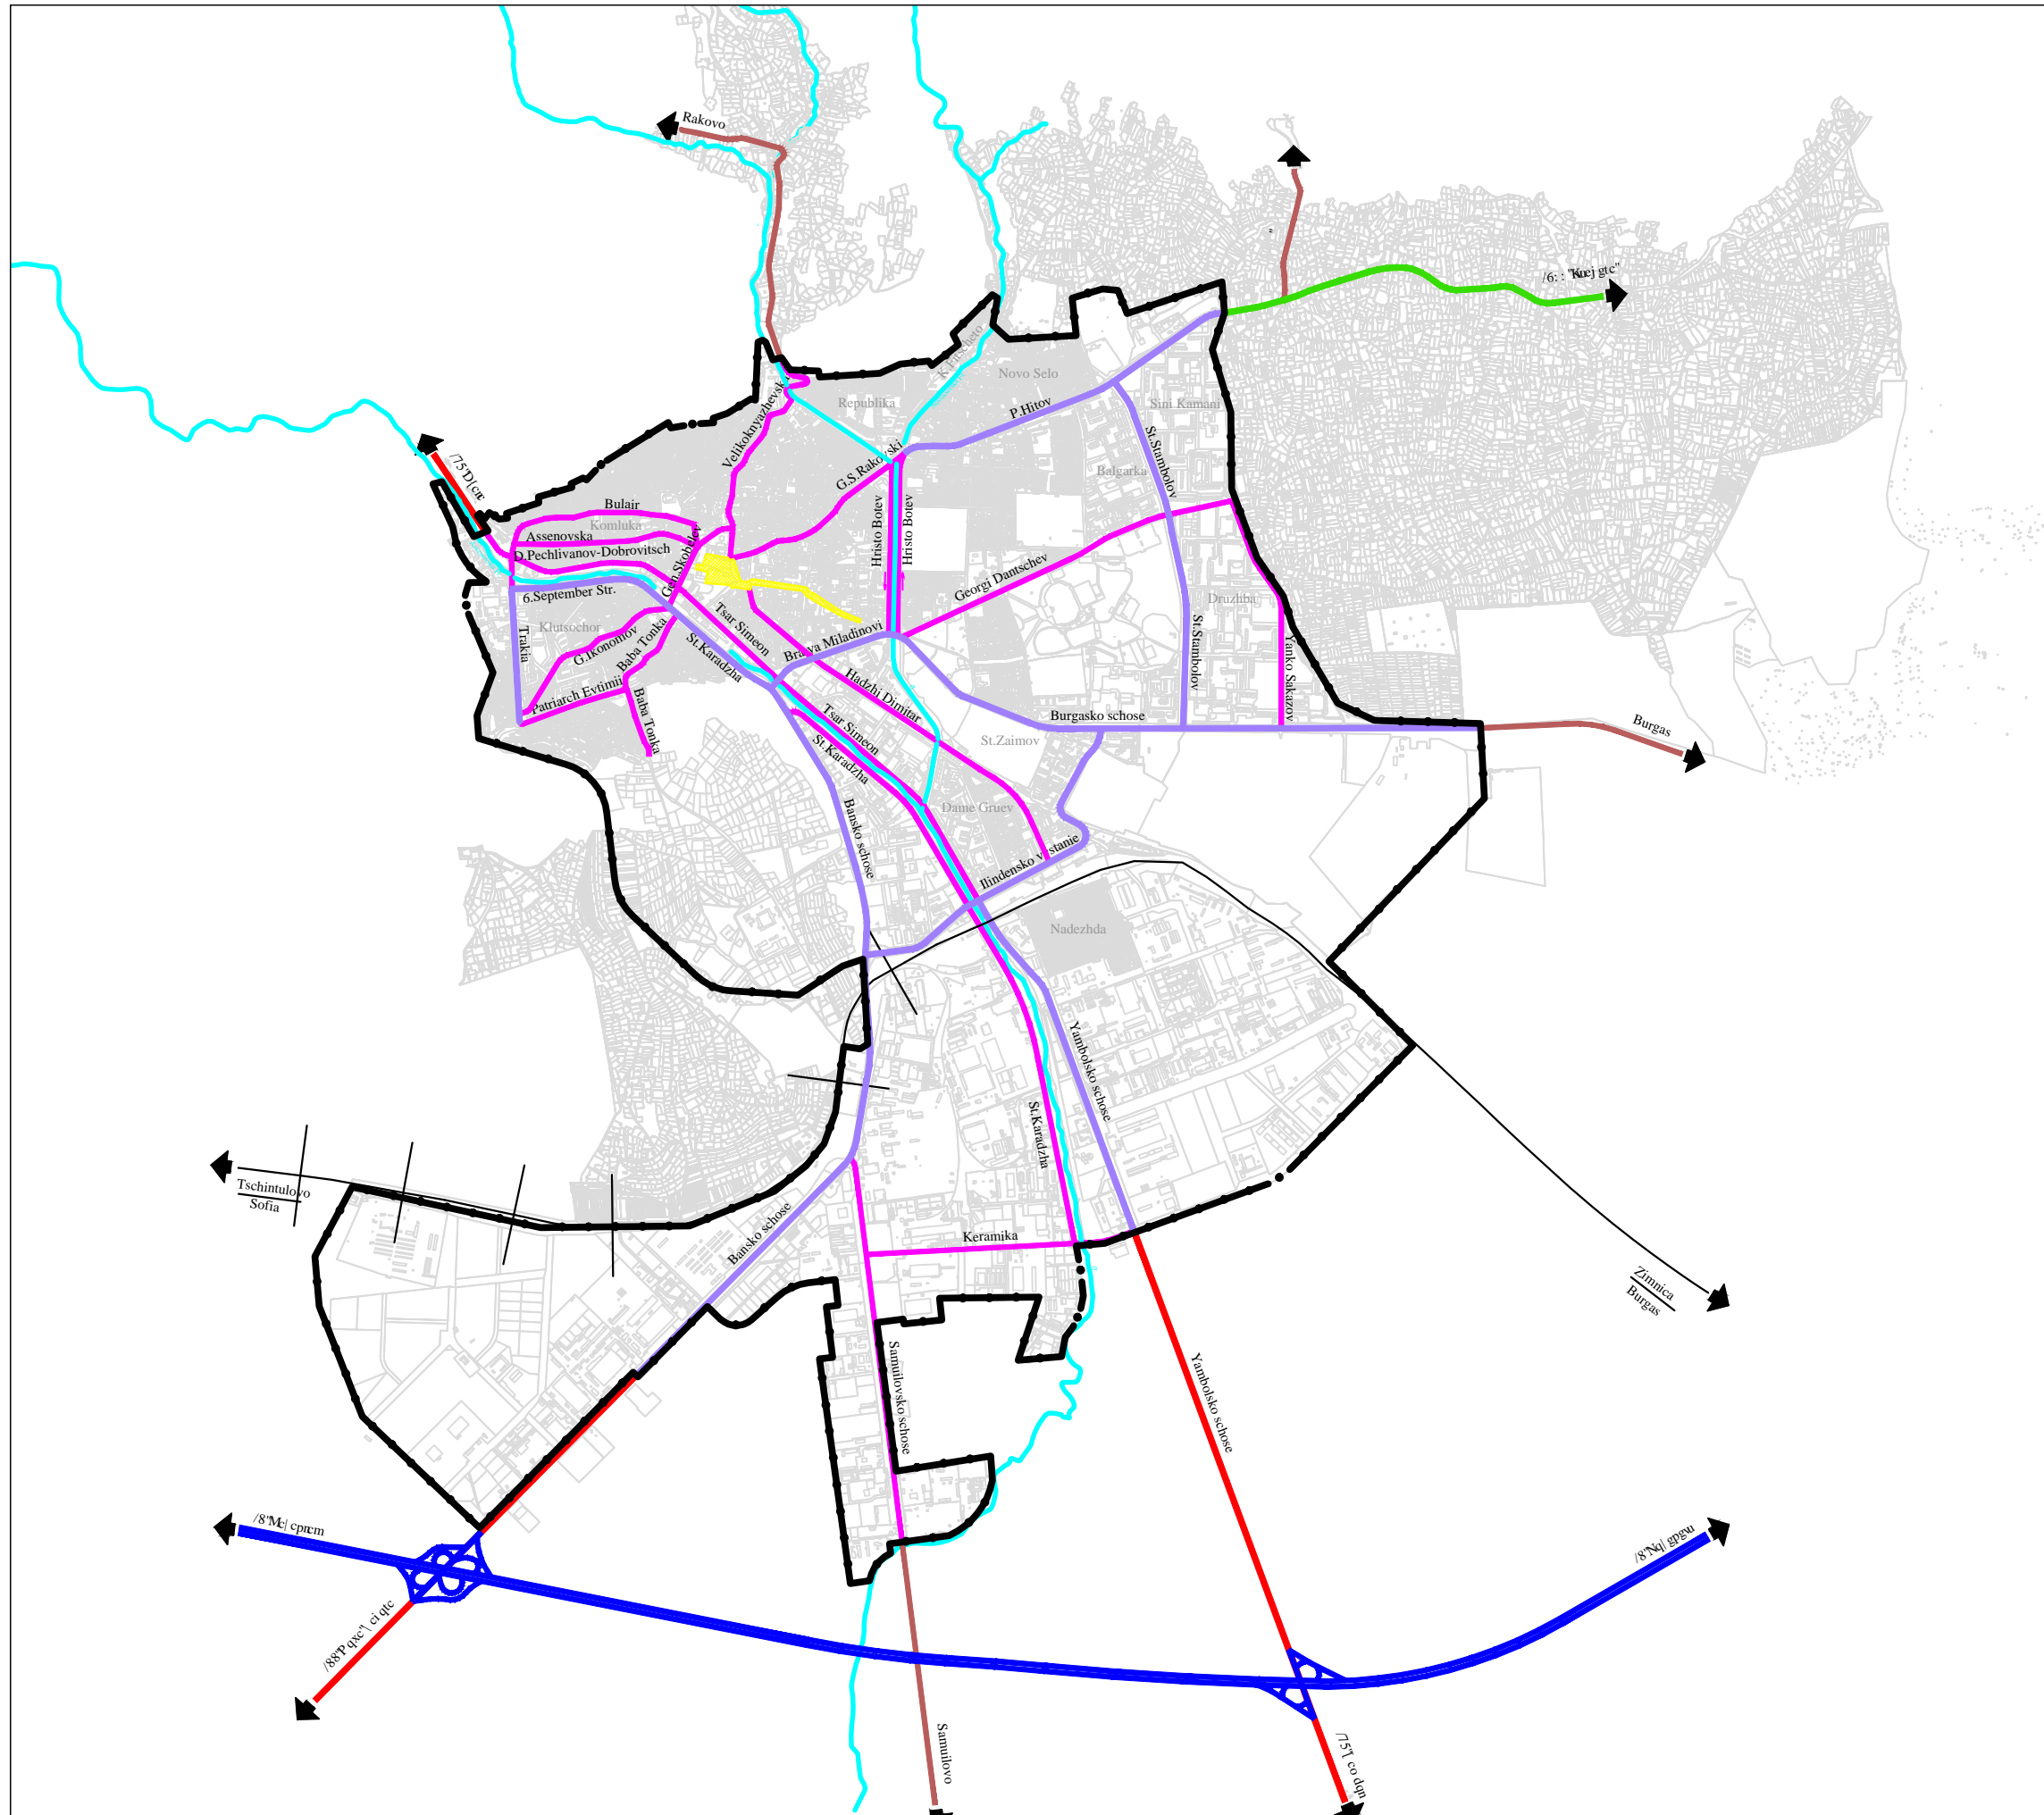 Rakovo
Novo Selo
K.Bitscheto
Republika
P.Hitov
Sini Kamani
Velikoknyazhevska
G.S.Rakovski
St.Stambolov
Balgarka
Bulair
Komluka
Assenovska
D.Pechlivanov-Dobrovitsch
Gen.Skobelev
Hristo Botev
Hristo Botev
Georgi Dantschev
6.September Str.
Druzhba
Klutsochor
Trakia
G.Ikonomov
Baba Tonka
Tsar Simeon
St.Karadzha
Bratya Miladinovi
St.Stambolov
Yanko Sakazov
Patriarch Evtimii
Baba Tonka
Hadzhi Dimitar
Burgasko schose
Burgas
Tsar Simeon
St.Karadzha
St.Zaimov
Dame Gruev
Bansko schose
Ilindensko vastanie
Nadezhda
Yambolsko schose
St.Karadzha
Tschintulovo
Sofia
Bansko schose
Keramika
Zimnica
Burgas
Samuilovsko schose
Yambolsko schose
Samuilovo